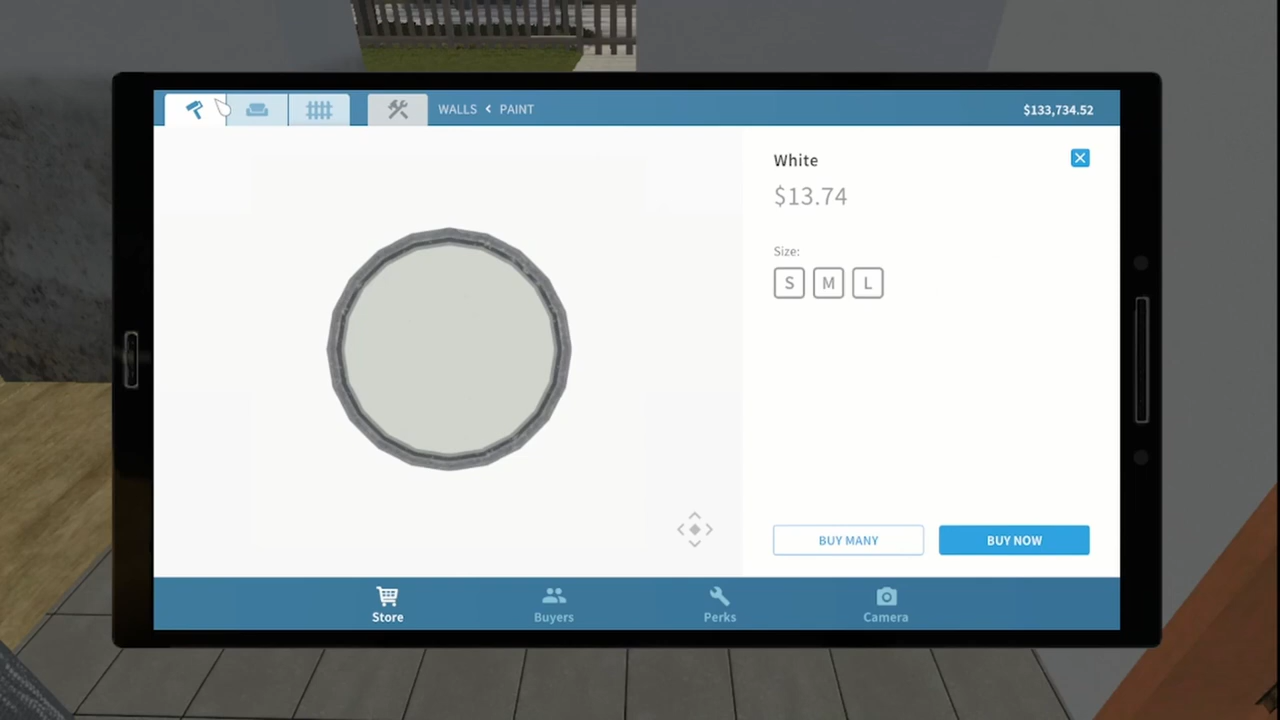 WALLS < PAINT
$133,734.52
White
$13.74
Size:
S M L
BUY MANY
BUY NOW
Store
Buyers
Perks
Camera